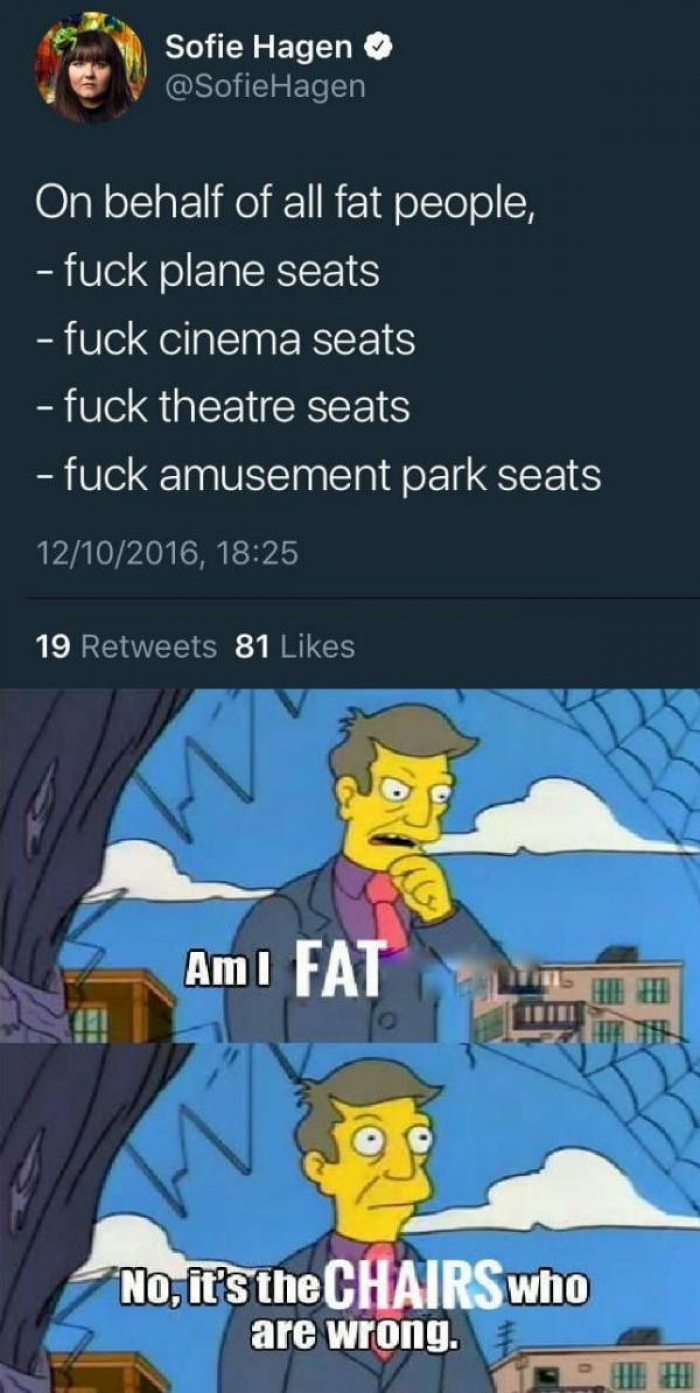 Sofie Hagen
@SofieHagen
On behalf of all fat people,
- fuck plane seats
- fuck cinema seats
- fuck theatre seats
- fuck amusement park seats
12/10/2016, 18:25
19 Retweets 81 Likes
Am I FAT
No, it's the CHAIRS who
are wrong.